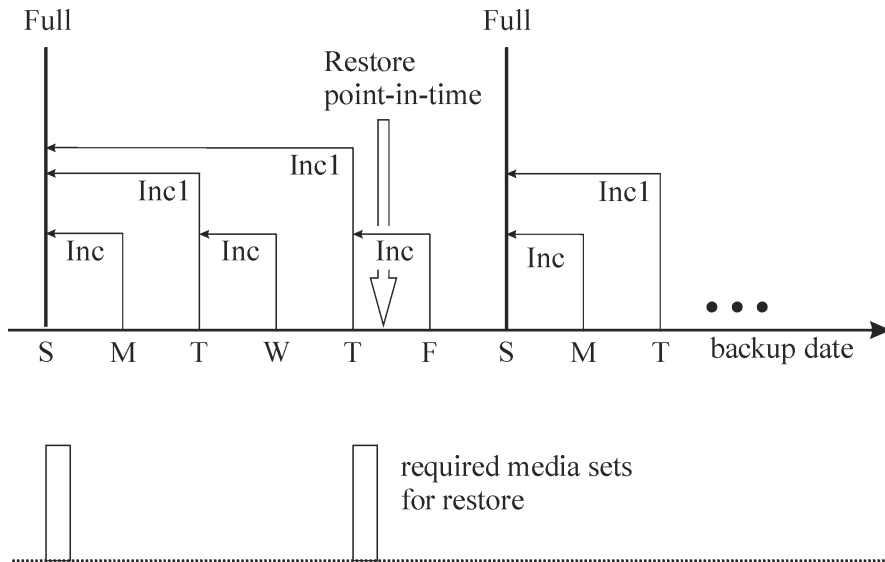 Full
Full
Restore
point-in-time
Inc1
Inc1
Inc1
Inc
Inc
Inc
Inc
S M T W T F S M T backup date
required media sets
for restore